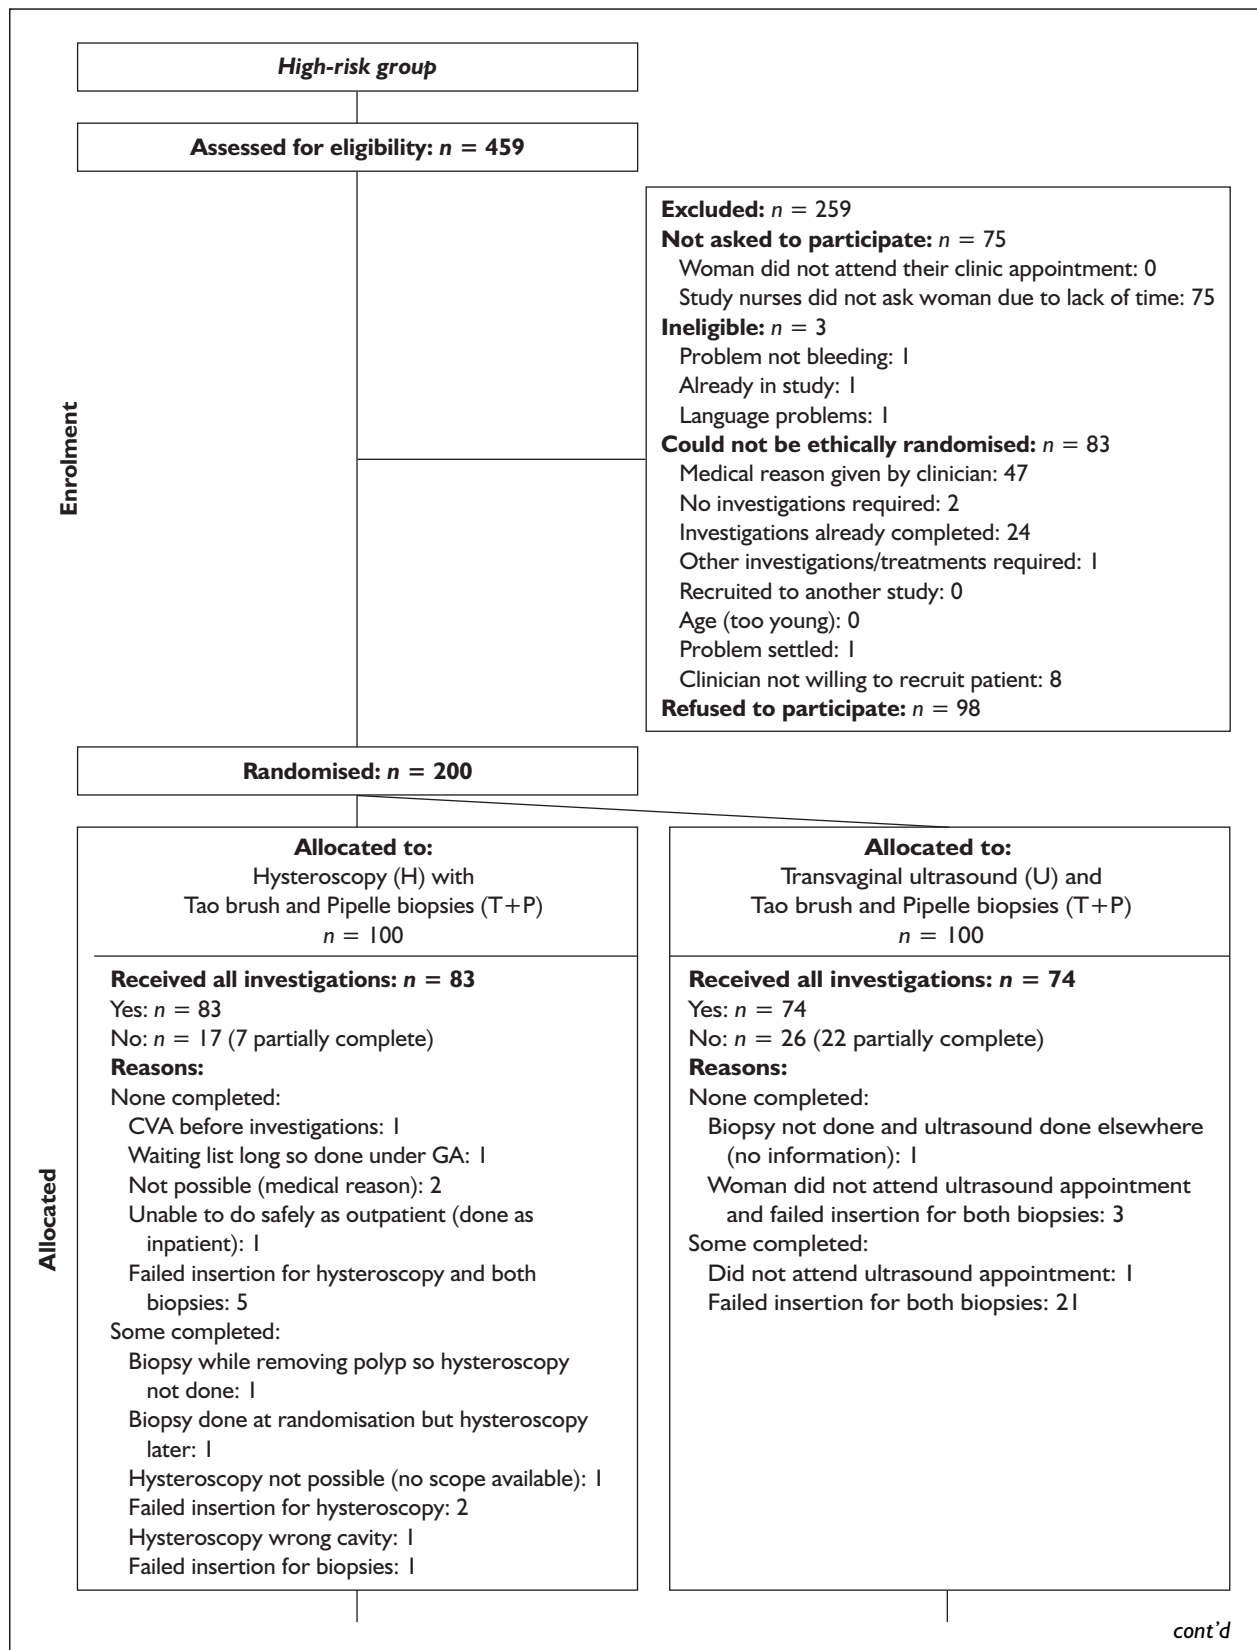 High-risk group
Assessed for eligibility: n = 459
Excluded: n = 259
Not asked to participate: n = 75
Woman did not attend their clinic appointment: 0
Study nurses did not ask woman due to lack of time: 75
Ineligible: n = 3
Problem not bleeding: 1
Already in study: 1
Language problems: 1
Could not be ethically randomised: n = 83
Medical reason given by clinician: 47
No investigations required: 2
Investigations already completed: 24
Other investigations/treatments required: 1
Recruited to another study: 0
Age (too young): 0
Problem settled: 1
Clinician not willing to recruit patient: 8
Refused to participate: n = 98
Enrolment
Randomised: n = 200
Allocated to:
Hysteroscopy (H) with
Tao brush and Pipelle biopsies (T+P)
n = 100
Received all investigations: n = 83
Yes: n = 83
No: n = 17 (7 partially complete)
Reasons:
None completed:
CVA before investigations: 1
Waiting list long so done under GA: 1
Not possible (medical reason): 2
Unable to do safely as outpatient (done as
inpatient): 1
Failed insertion for hysteroscopy and both
biopsies: 5
Some completed:
Biopsy while removing polyp so hysteroscopy
not done: 1
Biopsy done at randomisation but hysteroscopy
later: 1
Hysteroscopy not possible (no scope available): 1
Failed insertion for hysteroscopy: 2
Hysteroscopy wrong cavity: 1
Failed insertion for biopsies: 1
Allocated to:
Transvaginal ultrasound (U) and
Tao brush and Pipelle biopsies (T+P)
n = 100
Received all investigations: n = 74
Yes: n = 74
No: n = 26 (22 partially complete)
Reasons:
None completed:
Biopsy not done and ultrasound done elsewhere
(no information): 1
Woman did not attend ultrasound appointment
and failed insertion for both biopsies: 3
Some completed:
Did not attend ultrasound appointment: 1
Failed insertion for both biopsies: 21
Allocated
cont'd